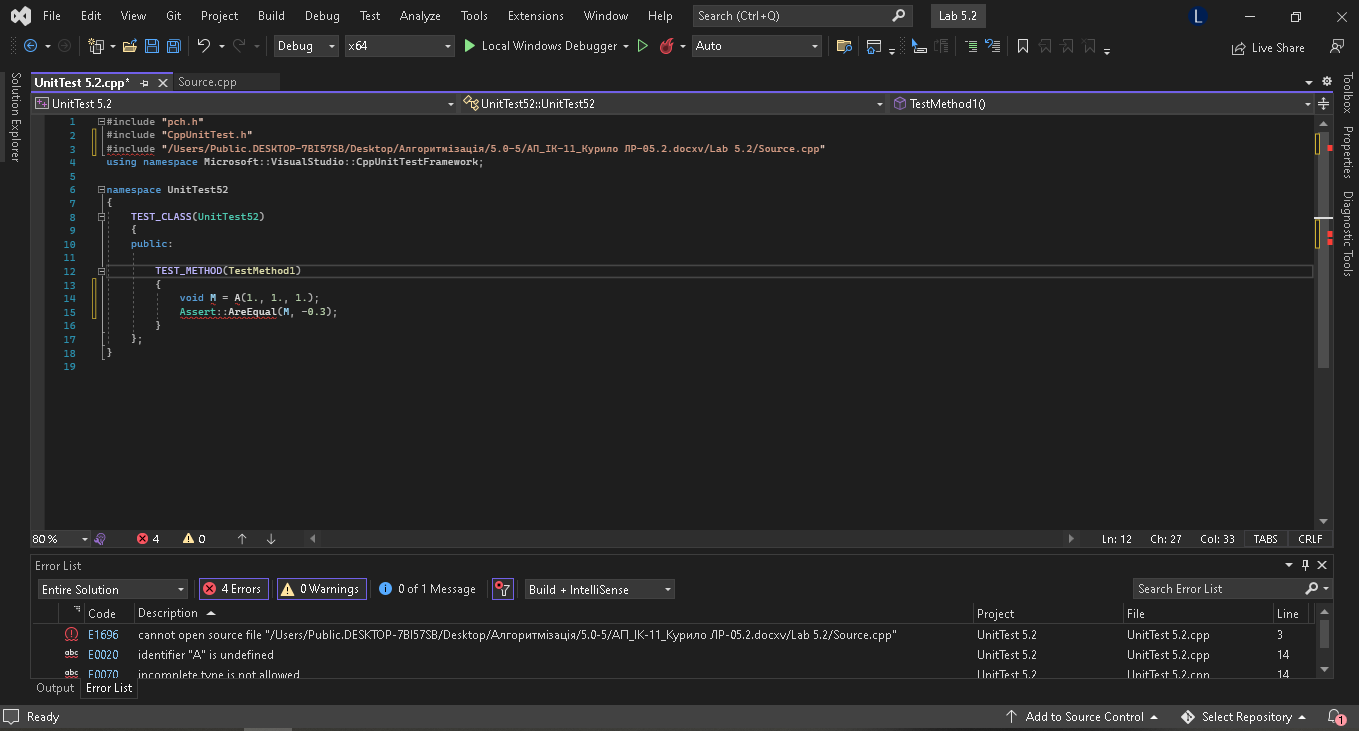 File Edit View Git Project Build Debug Test Analyze Tools Extensions Window Help Search (Ctrl+Q) Lab 5.2 L
Debug x64 Local Windows Debugger Auto Live Share
Solution Explorer
UnitTest 5.2.cpp* Source.cpp
UnitTest 5.2 UnitTest52::UnitTest52 TestMethod1()
1 #include "pch.h"
2 #include "CppUnitTest.h"
3 #include "/Users/Public.DESKTOP-7BI57SB/Desktop/Алгоритмізація/5.0-5/АП_ІК-11_Курило ЛР-05.2.docxv/Lab 5.2/Source.cpp"
4 using namespace Microsoft::VisualStudio::CppUnitTestFramework;
5
6 namespace UnitTest52
7 {
8 TEST_CLASS(UnitTest52)
9 {
10 public:
11
12 TEST_METHOD(TestMethod1)
13 {
14 void M = A(1., 1., 1.);
15 Assert::AreEqual(M, -0.3);
16 }
17 };
18 }
19
Toolbox
Properties
Diagnostic Tools
80 % 4 0 Ln: 12 Ch: 27 Col: 33 TABS CRLF
Error List
Entire Solution 4 Errors 0 Warnings 0 of 1 Message Build + IntelliSense Search Error List
Code Description Project File Line
E1696 cannot open source file "/Users/Public.DESKTOP-7BI57SB/Desktop/Алгоритмізація/5.0-5/АП_ІК-11_Курило ЛР-05.2.docxv/Lab 5.2/Source.cpp" UnitTest 5.2 UnitTest 5.2.cpp 3
abc E0020 identifier "A" is undefined UnitTest 5.2 UnitTest 5.2.cpp 14
abc E0070 incomplete type is not allowed UnitTest 5.2 UnitTest 5.2.cpp 14
Output Error List
Ready Add to Source Control Select Repository 1